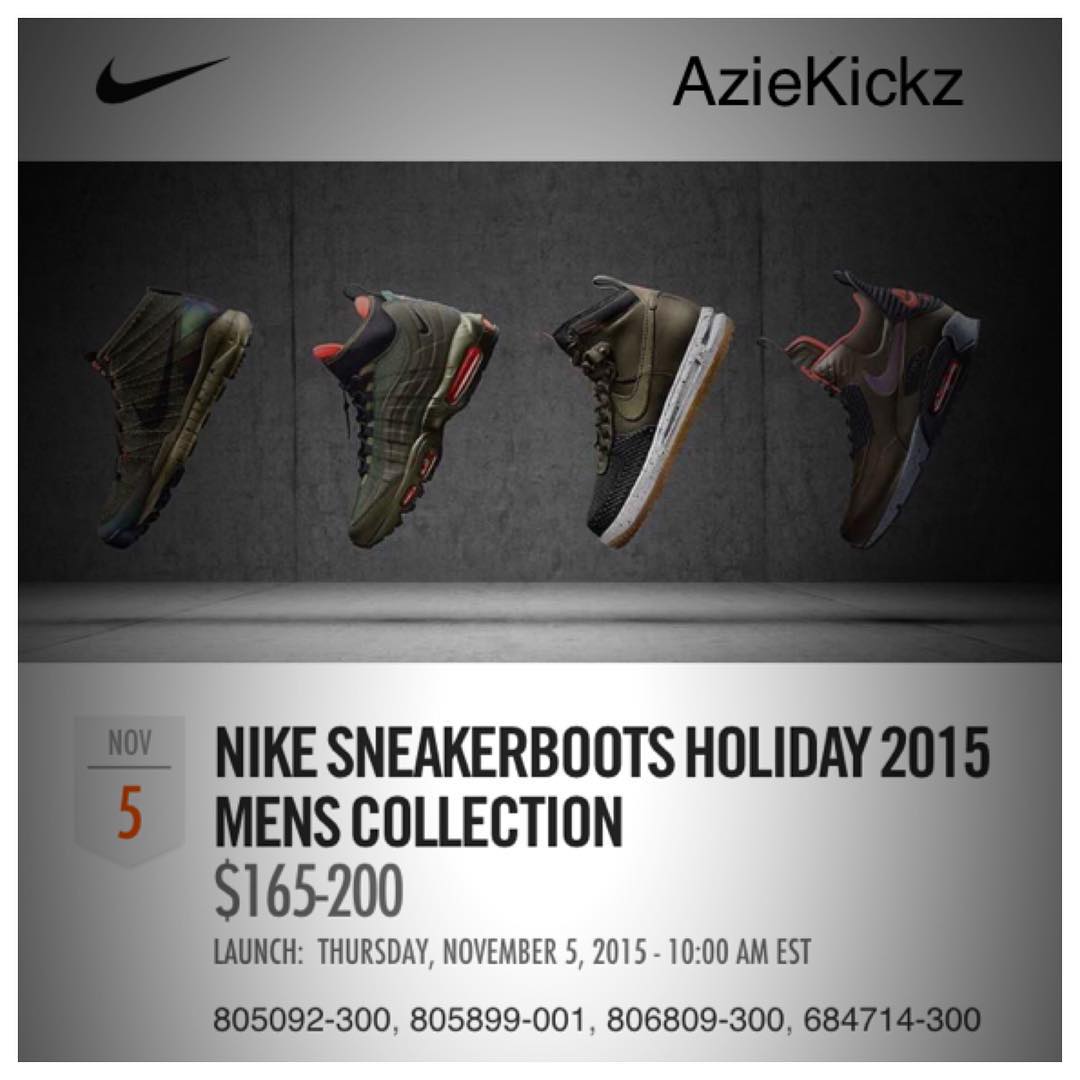 AzieKickz
NOV
5
NIKE SNEAKERBOOTS HOLIDAY 2015
MENS COLLECTION
$165-200
LAUNCH: THURSDAY, NOVEMBER 5, 2015 - 10:00 AM EST
805092-300, 805899-001, 806809-300, 684714-300